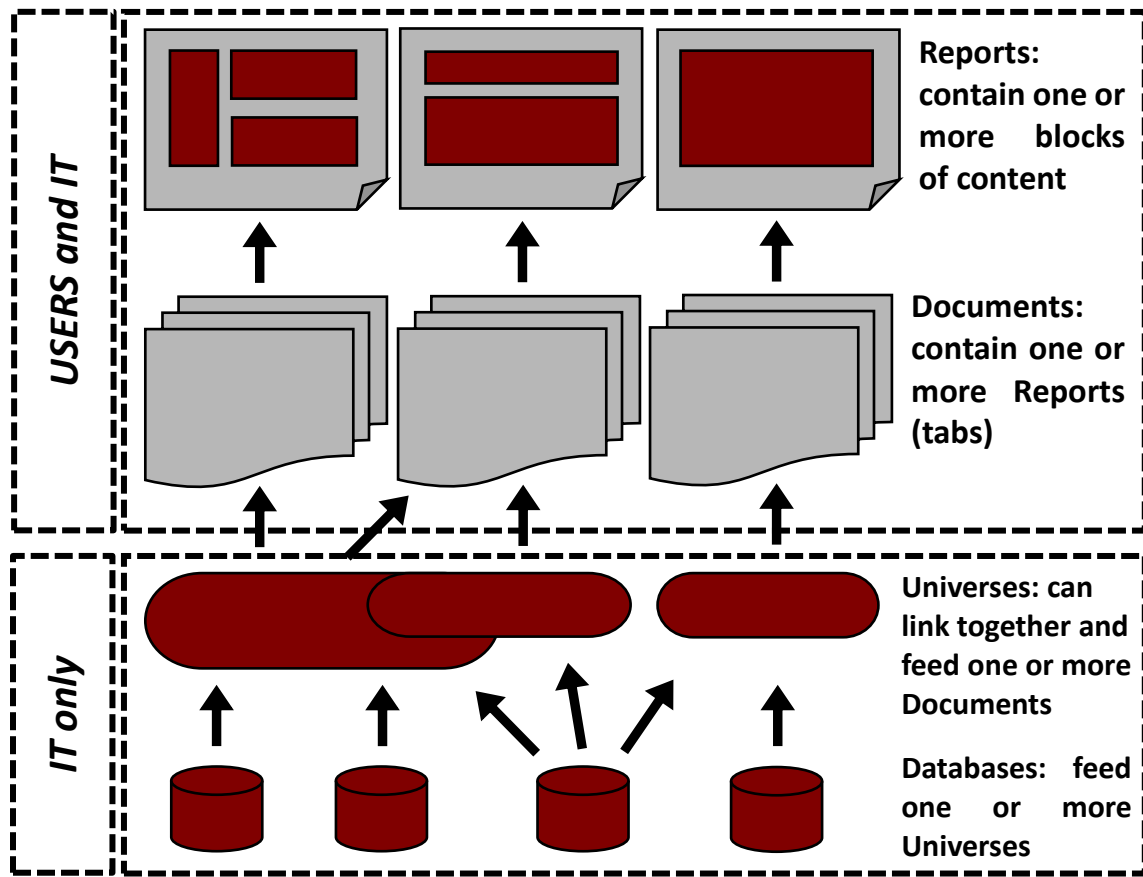 USERS and IT
Reports:
contain one or
more blocks
of content
Documents:
contain one or
more Reports
(tabs)
IT only
Universes: can
link together and
feed one or more
Documents
Databases: feed
one or more
Universes